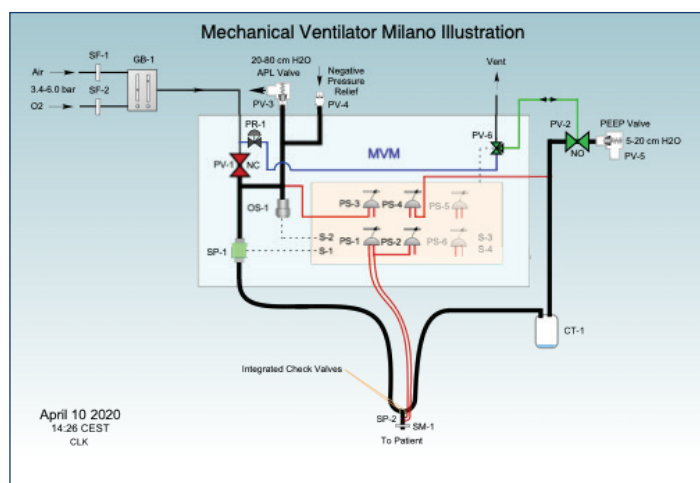 Mechanical Ventilator Milano Illustration
SF-1
GB-1
Air
3.4-6.0 bar
SF-2
O2
20-80 cm H2O
APL Valve
PV-3
Negative
Pressure
Relief
PV-4
Vent
PR-1
PV-6
PV-2
PEEP Valve
5-20 cm H2O
NO
PV-5
MVM
PV-1
NC
OS-1
PS-3
PS-4
PS-5
S-2
PS-1
PS-2
PS-6
S-3
SP-1
S-1
S-4
CT-1
Integrated Check Valves
SP-2
SM-1
To Patient
April 10 2020
14:26 CEST
CLK